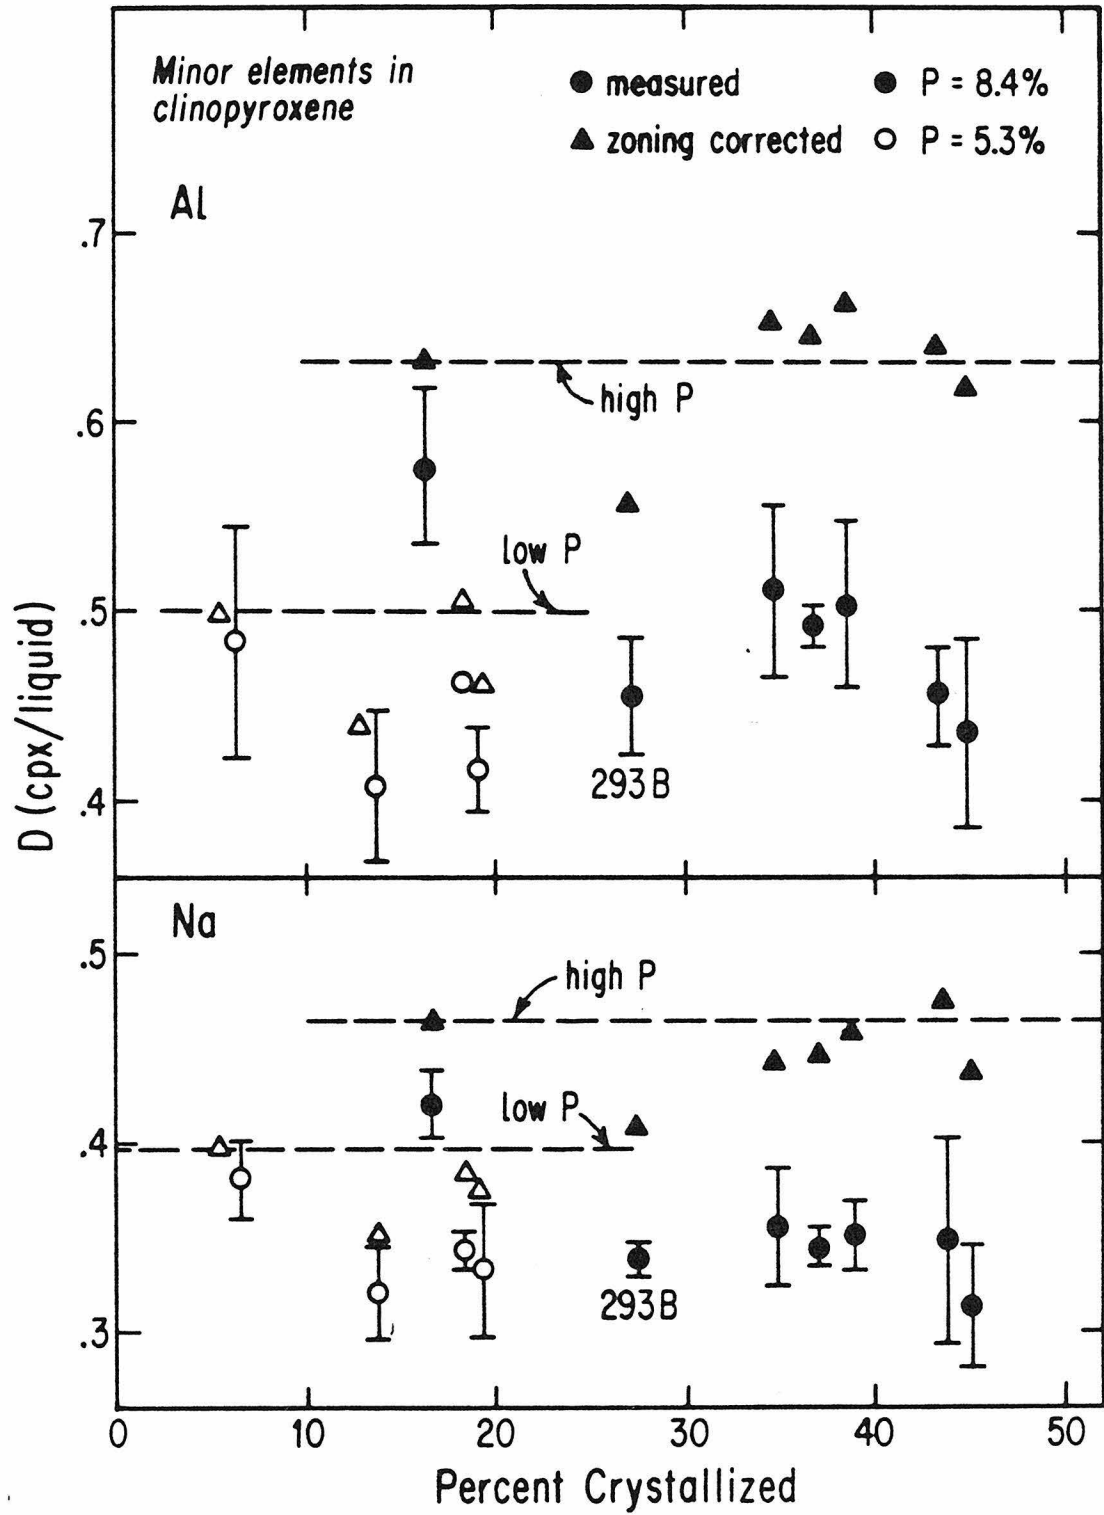 Minor elements in
clinopyroxene
● measured ● P = 8.4%
▲ zoning corrected ○ P = 5.3%
Al
.7
high P
.6
low P
.5
293B
.4
D (cpx/liquid)
Na
.5
high P
low P
.4
293B
.3
0 10 20 30 40 50
Percent Crystallized